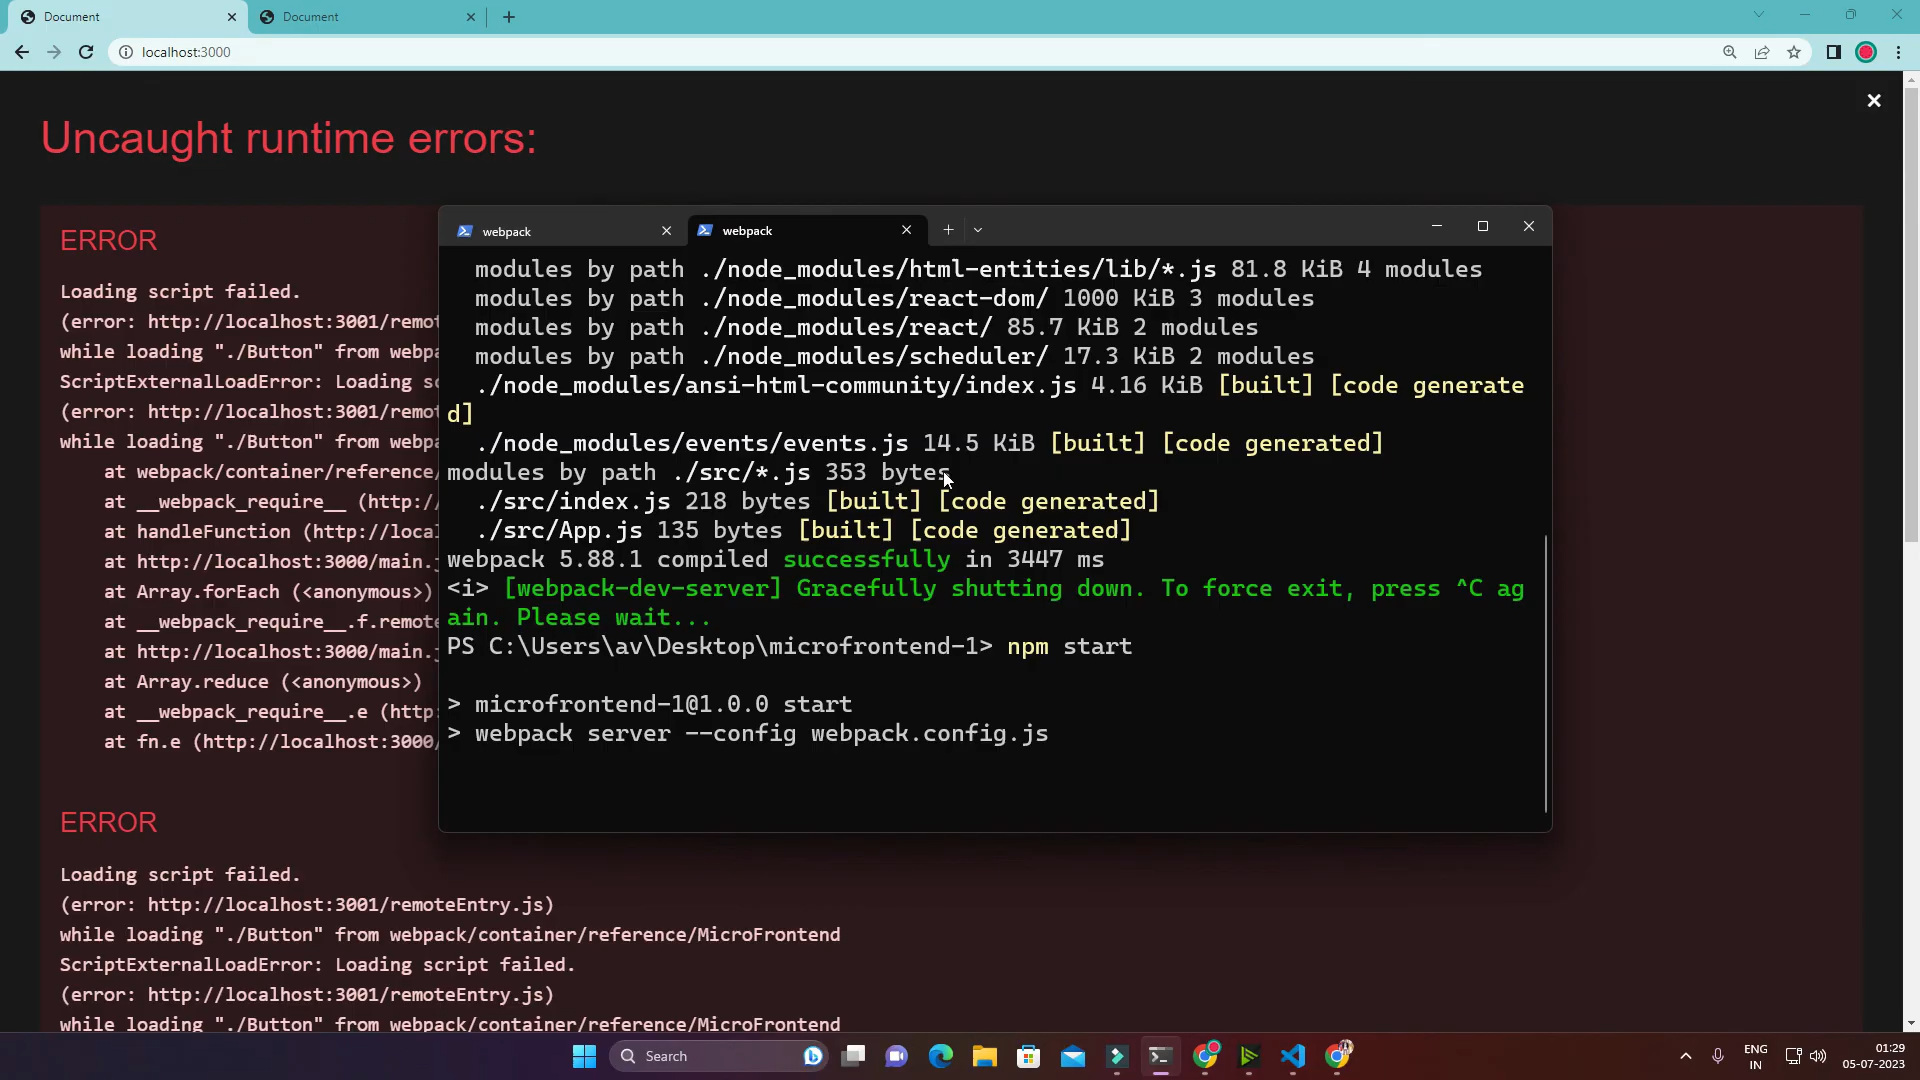 Document
Document
localhost:3000
Uncaught runtime errors:
ERROR
Loading script failed.
(error: http://localhost:3001/remot
while loading "./Button" from webpa
ScriptExternalLoadError: Loading sc
(error: http://localhost:3001/remot
while loading "./Button" from webpa
at webpack/container/reference/
at __webpack_require__ (http:/
at handleFunction (http://local
at http://localhost:3000/main.j
at Array.forEach (<anonymous>)
at __webpack_require__.f.remote
at http://localhost:3000/main.j
at Array.reduce (<anonymous>)
at __webpack_require__.e (http:
at fn.e (http://localhost:3000/
webpack
webpack
modules by path ./node_modules/html-entities/lib/*.js 81.8 KiB 4 modules
modules by path ./node_modules/react-dom/ 1000 KiB 3 modules
modules by path ./node_modules/react/ 85.7 KiB 2 modules
modules by path ./node_modules/scheduler/ 17.3 KiB 2 modules
./node_modules/ansi-html-community/index.js 4.16 KiB [built] [code generate
d]
./node_modules/events/events.js 14.5 KiB [built] [code generated]
modules by path ./src/*.js 353 bytes
./src/index.js 218 bytes [built] [code generated]
./src/App.js 135 bytes [built] [code generated]
webpack 5.88.1 compiled successfully in 3447 ms
<i> [webpack-dev-server] Gracefully shutting down. To force exit, press ^C ag
ain. Please wait...
PS C:\Users\av\Desktop\microfrontend-1> npm start
> microfrontend-1@1.0.0 start
> webpack server --config webpack.config.js
ERROR
Loading script failed.
(error: http://localhost:3001/remoteEntry.js)
while loading "./Button" from webpack/container/reference/MicroFrontend
ScriptExternalLoadError: Loading script failed.
(error: http://localhost:3001/remoteEntry.js)
while loading "./Button" from webpack/container/reference/MicroFrontend
Search
ENG
IN
01:29
05-07-2023